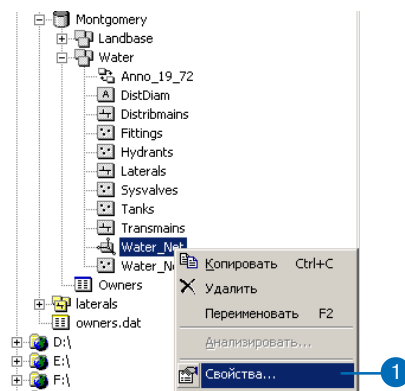 Montgomery
Landbase
Water
Anno_19_72
A DistDiam
Distribmains
Fittings
Hydrants
Laterals
Sysvalves
Tanks
Transmains
Water_Net
Water_Ne
Owners
laterals
owners.dat
D:\
E:\
F:\
Копировать Ctrl+C
Удалить
Переименовать F2
Анализировать...
Свойства...
1